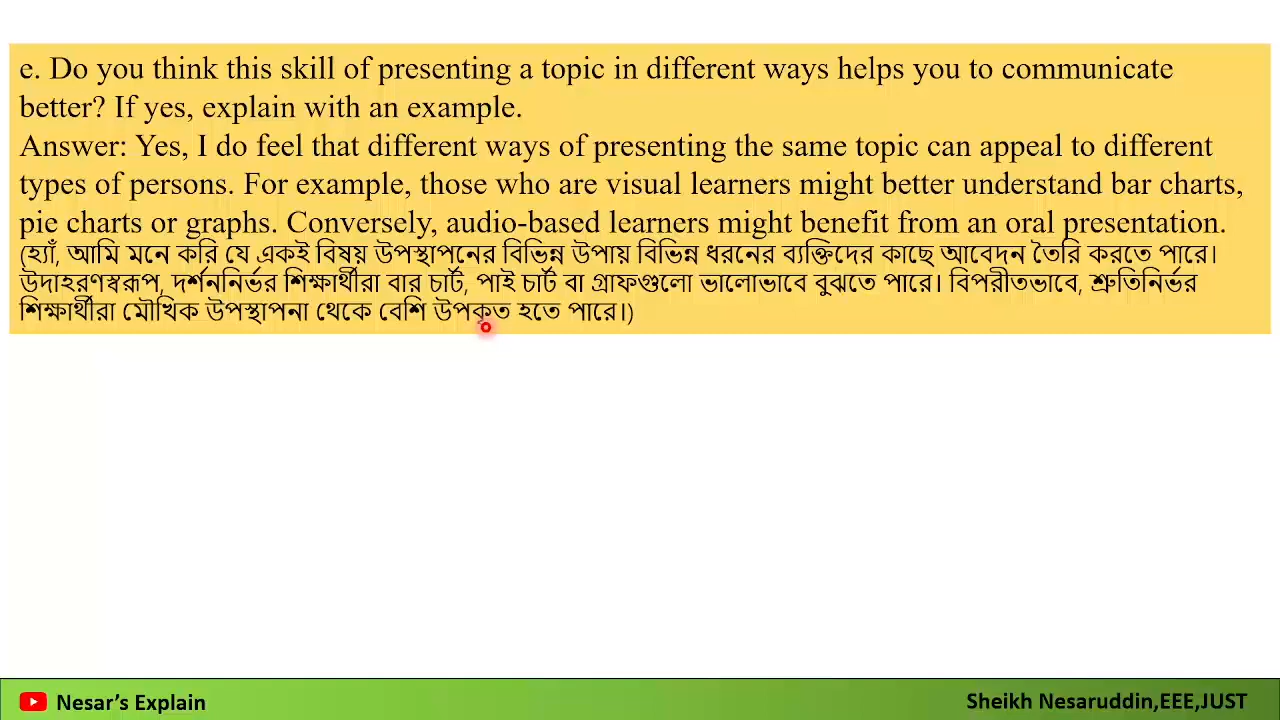 e. Do you think this skill of presenting a topic in different ways helps you to communicate
better? If yes, explain with an example.
Answer: Yes, I do feel that different ways of presenting the same topic can appeal to different
types of persons. For example, those who are visual learners might better understand bar charts,
pie charts or graphs. Conversely, audio-based learners might benefit from an oral presentation.
(হ্যাঁ, আমি মনে করি যে একই বিষয় উপস্থাপনের বিভিন্ন উপায় বিভিন্ন ধরনের ব্যক্তিদের কাছে আবেদন তৈরি করতে পারে।
উদাহরণস্বরূপ, দর্শননির্ভর শিক্ষার্থীরা বার চার্ট, পাই চার্ট বা গ্রাফগুলো ভালোভাবে বুঝতে পারে। বিপরীতভাবে, শ্রুতিনির্ভর
শিক্ষার্থীরা মৌখিক উপস্থাপনা থেকে বেশি উপকৃত হতে পারে।)
Nesar’s Explain
Sheikh Nesaruddin,EEE,JUST